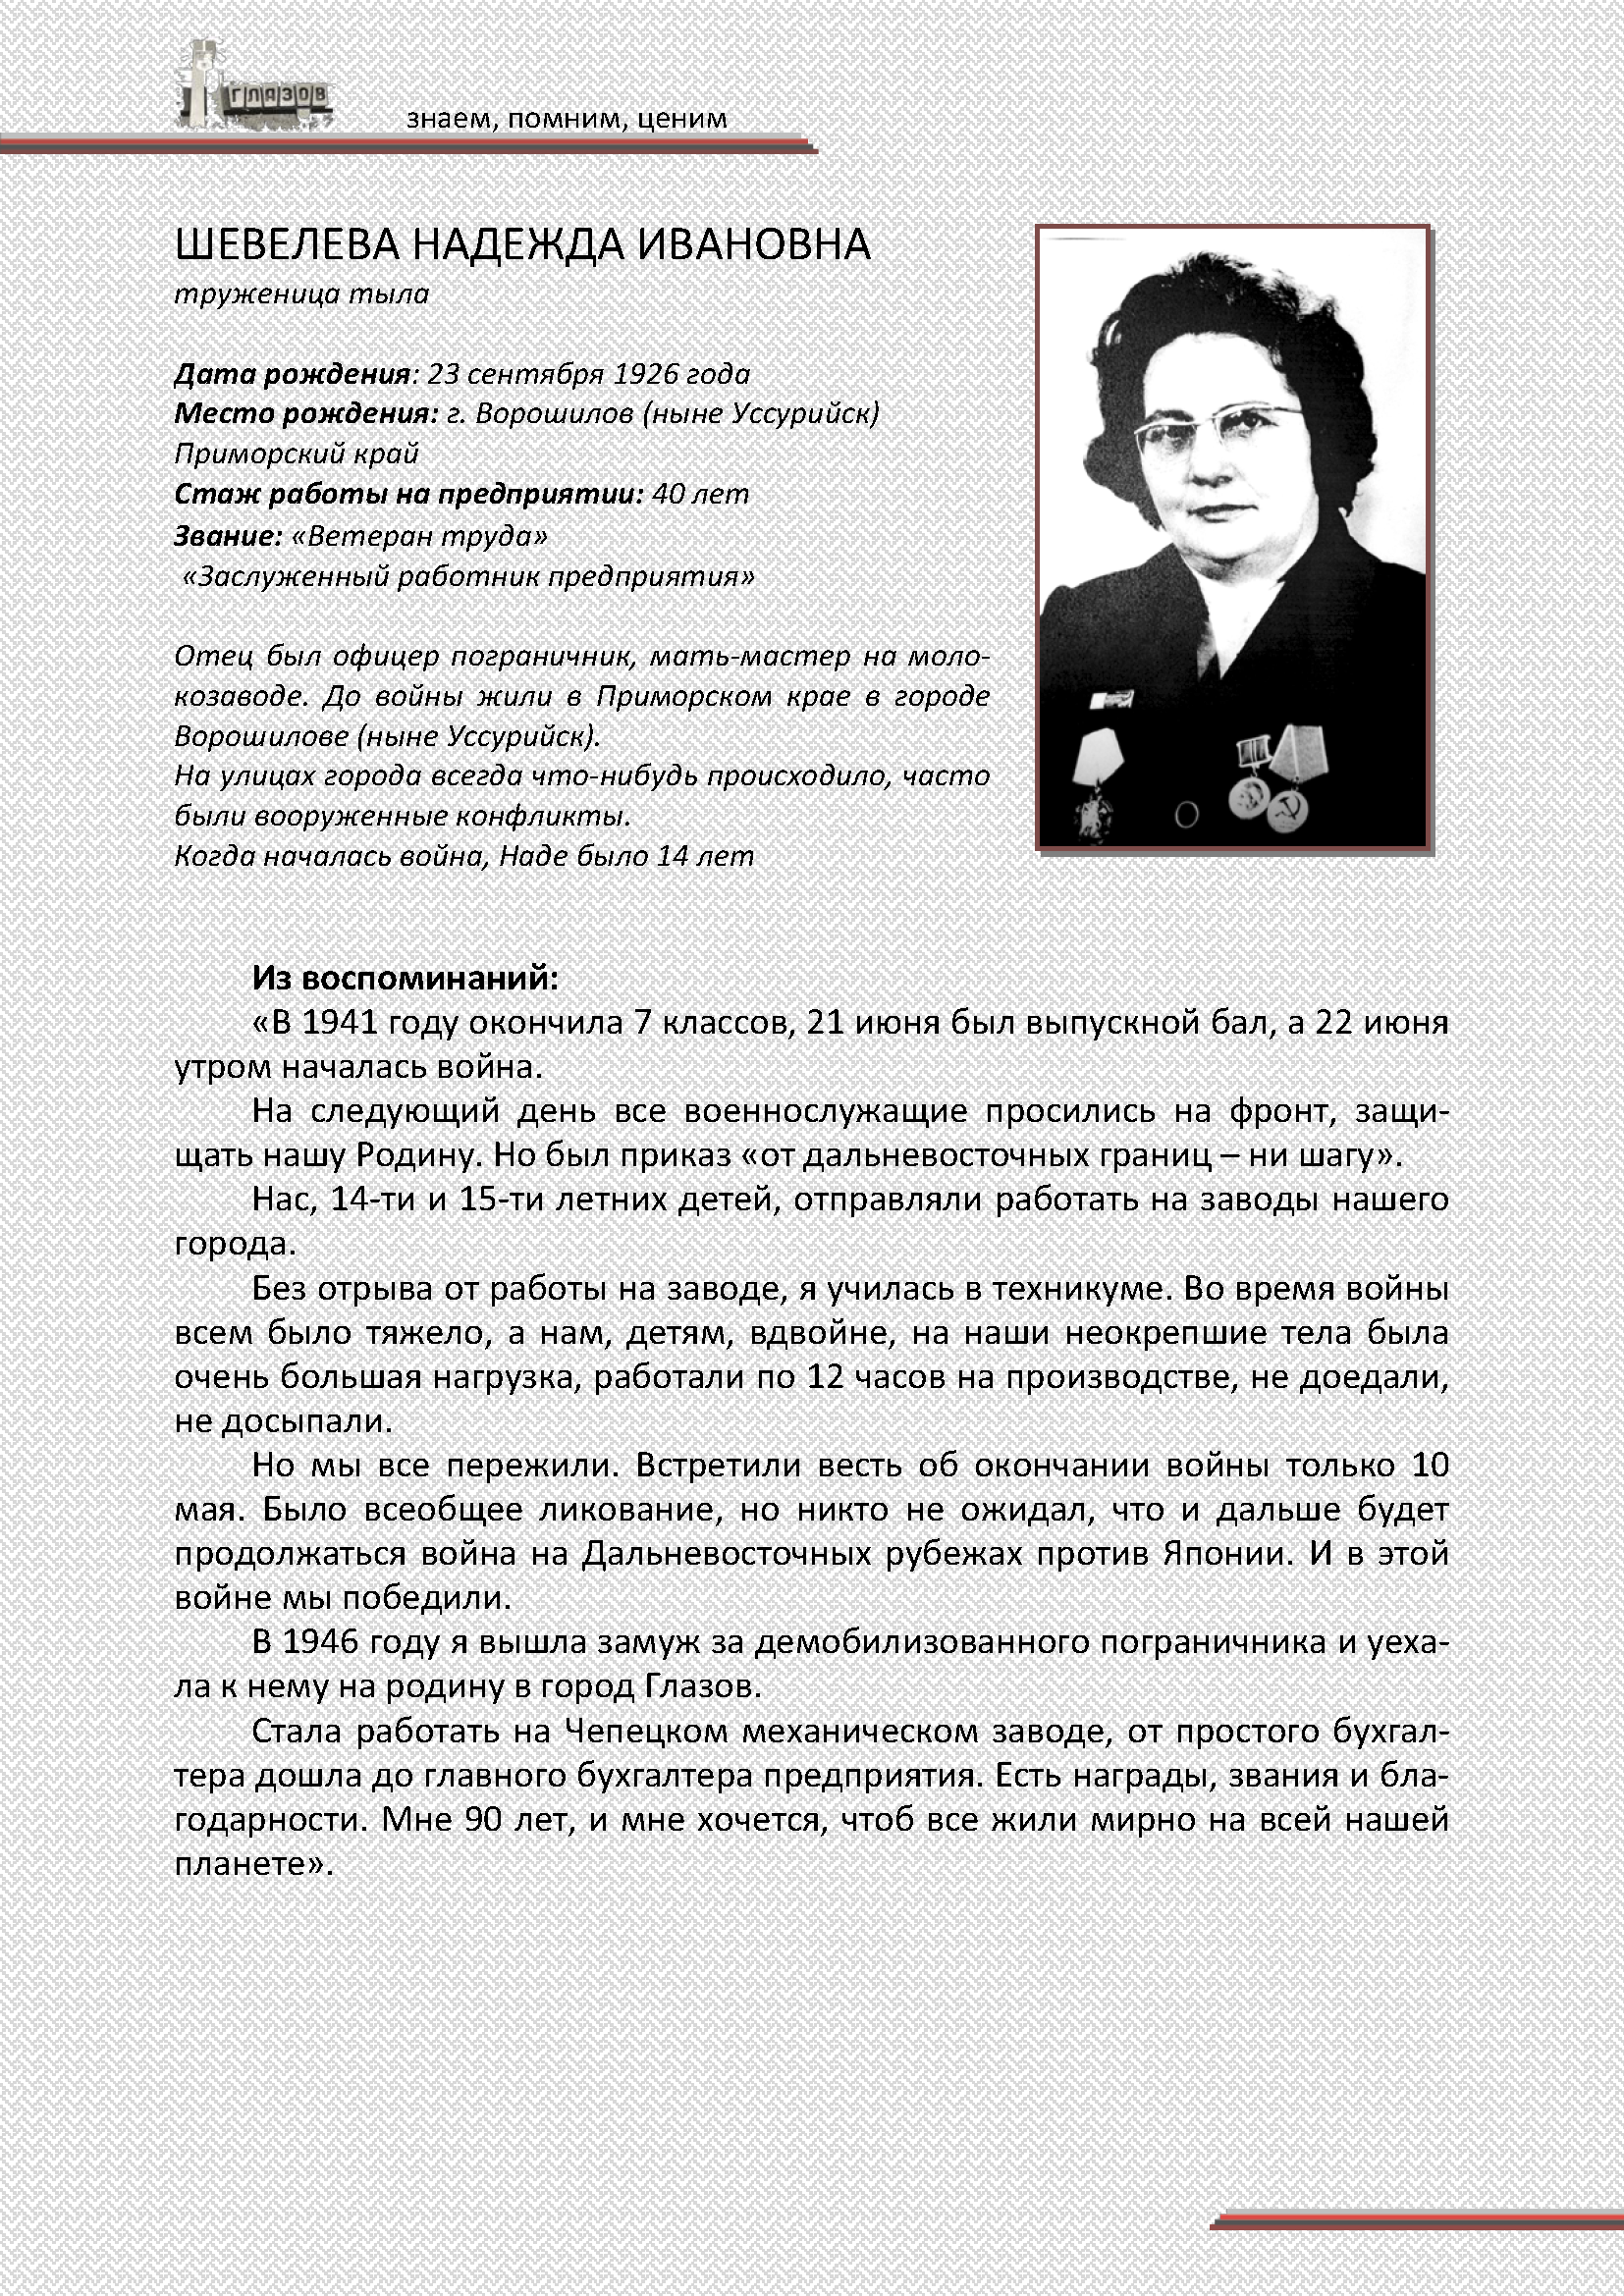 ГЛАЗОВ
знаем, помним, ценим
ШЕВЕЛЕВА НАДЕЖДА ИВАНОВНА
труженица тыла
Дата рождения: 23 сентября 1926 года
Место рождения: г. Ворошилов (ныне Уссурийск)
Приморский край
Стаж работы на предприятии: 40 лет
Звание: «Ветеран труда»
«Заслуженный работник предприятия»
Отец был офицер пограничник, мать-мастер на моло-
козаводе. До войны жили в Приморском крае в городе
Ворошилове (ныне Уссурийск).
На улицах города всегда что-нибудь происходило, часто
были вооруженные конфликты.
Когда началась война, Наде было 14 лет
Из воспоминаний:
«В 1941 году окончила 7 классов, 21 июня был выпускной бал, а 22 июня
утром началась война.
На следующий день все военнослужащие просились на фронт, защи-
щать нашу Родину. Но был приказ «от дальневосточных границ – ни шагу».
Нас, 14-ти и 15-ти летних детей, отправляли работать на заводы нашего
города.
Без отрыва от работы на заводе, я училась в техникуме. Во время войны
всем было тяжело, а нам, детям, вдвойне, на наши неокрепшие тела была
очень большая нагрузка, работали по 12 часов на производстве, не доедали,
не досыпали.
Но мы все пережили. Встретили весть об окончании войны только 10
мая. Было всеобщее ликование, но никто не ожидал, что и дальше будет
продолжаться война на Дальневосточных рубежах против Японии. И в этой
войне мы победили.
В 1946 году я вышла замуж за демобилизованного пограничника и уеха-
ла к нему на родину в город Глазов.
Стала работать на Чепецком механическом заводе, от простого бухгал-
тера дошла до главного бухгалтера предприятия. Есть награды, звания и бла-
годарности. Мне 90 лет, и мне хочется, чтоб все жили мирно на всей нашей
планете».